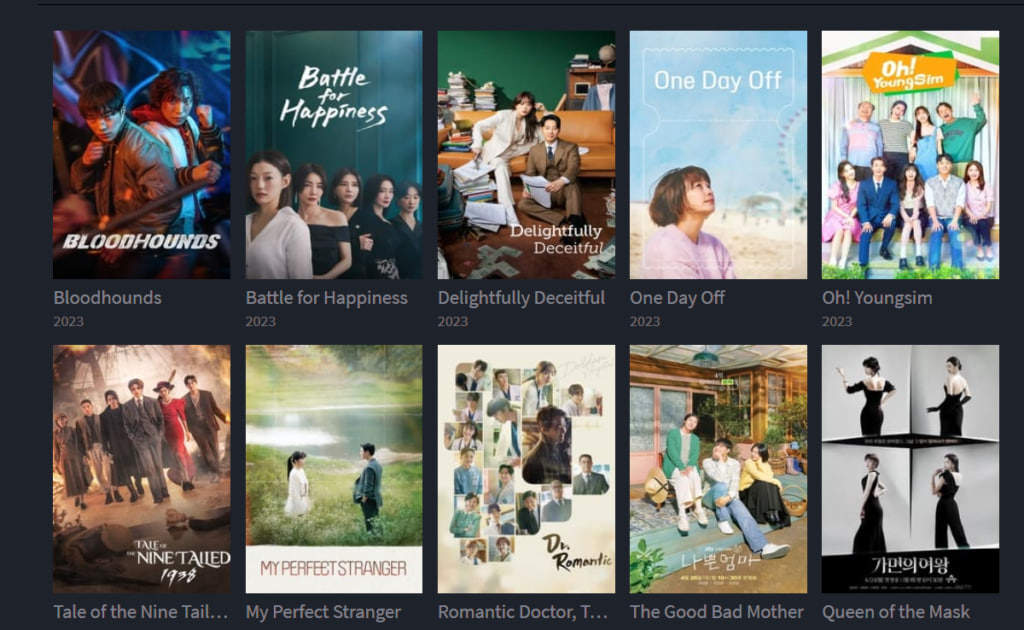 BLOODHOUNDS
Battle
for
Happiness
Delightfully
Deceitful
One Day Off
Oh!
YoungSim
Bloodhounds
Battle for Happiness
Delightfully Deceitful
One Day Off
Oh! Youngsim
2023
2023
2023
2023
2023
TALE OF
THE NINE TAILED
1938
MY PERFECT STRANGER
Dr.
Romantic
나쁜엄마
가면의 여왕
Tale of the Nine Tail...
My Perfect Stranger
Romantic Doctor, T...
The Good Bad Mother
Queen of the Mask